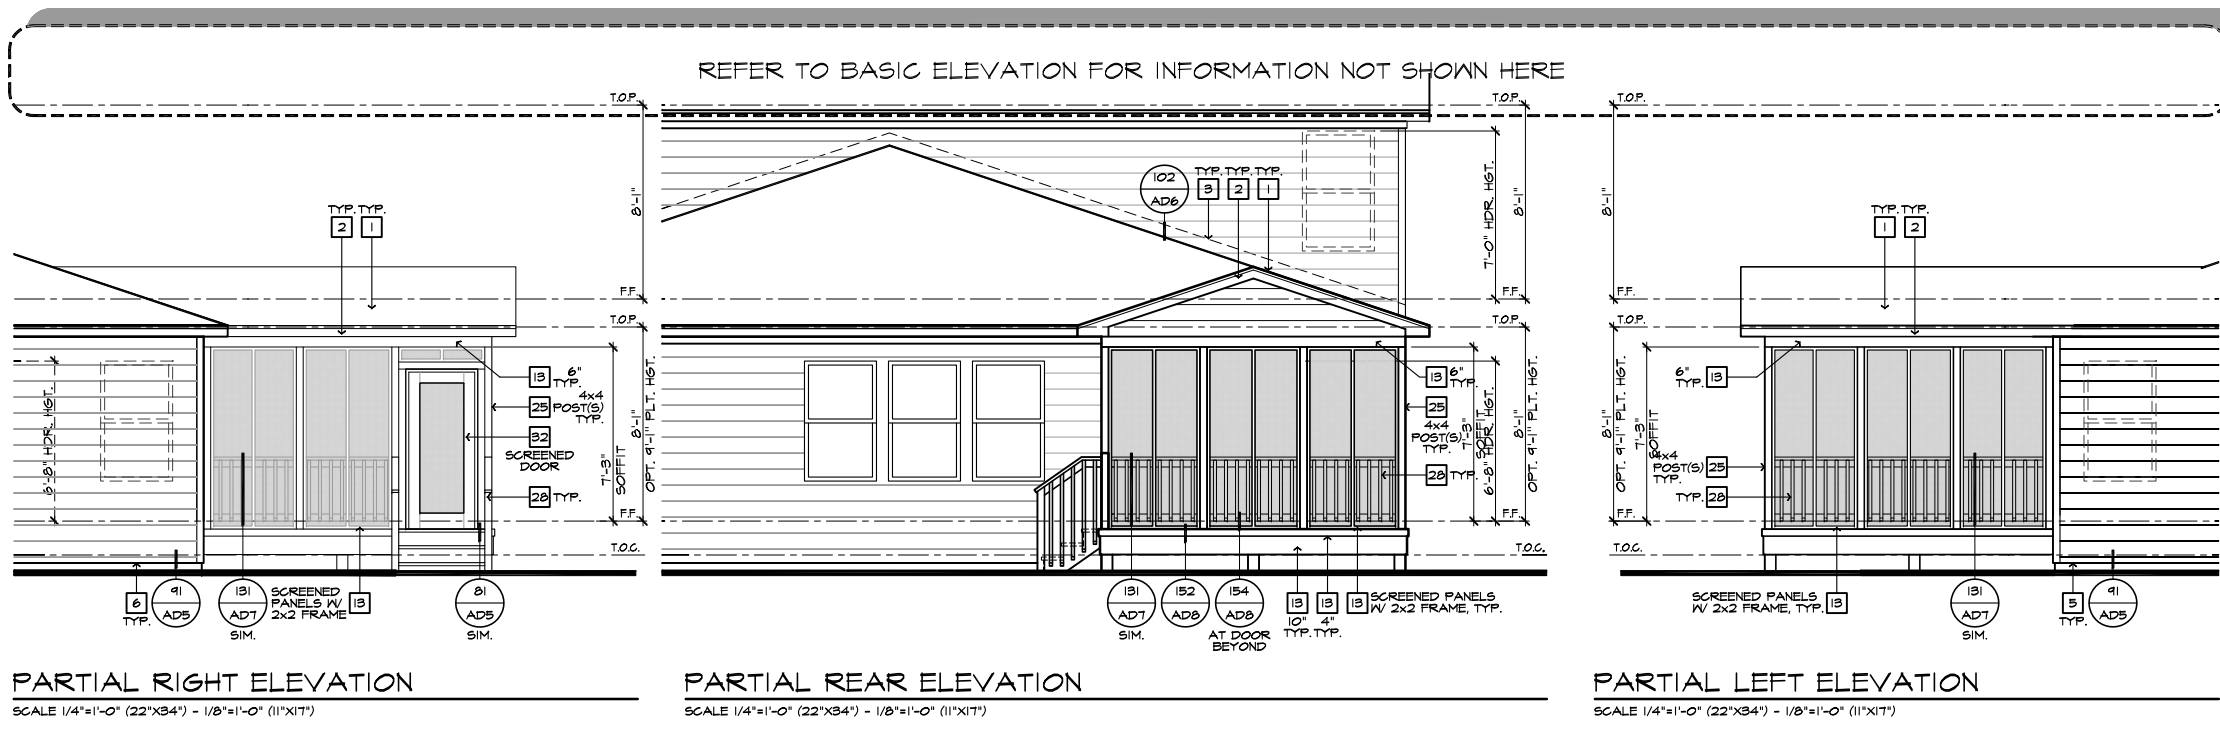 REFER TO BASIC ELEVATION FOR INFORMATION NOT SHOWN HERE
T.O.P.
8'-1"
TYP. TYP.
2 1
F.F.
T.O.P.
6'-8" HDR. HGT.
13 6"
TYP.
25 4x4
POST(S)
TYP.
32
SCREENED
DOOR
28 TYP.
7'-3"
SOFFIT
8'-1"
OPT. 9'-1" PLT. HGT.
F.F.
T.O.C.
6
TYP.
91
AD5
131
AD7
SIM.
SCREENED
PANELS W/
2x2 FRAME
13
81
AD5
SIM.
PARTIAL RIGHT ELEVATION
SCALE 1/4"=1'-0" (22"X34") - 1/8"=1'-0" (11"X17")
T.O.P.
102
AD6
TYP. TYP. TYP.
3 2 1
7'-0" HDR. HGT.
8'-1"
F.F.
T.O.P.
13 6"
TYP.
25
4x4
POST(S)
TYP.
28 TYP.
7'-3"
SOFFIT
6'-8" HDR. HGT.
8'-1"
OPT. 9'-1" PLT. HGT.
F.F.
T.O.C.
131
AD7
SIM.
152
AD8
154
AD8
AT DOOR
BEYOND
13
10"
TYP.
13
4"
TYP.
13
SCREENED PANELS
W/ 2x2 FRAME, TYP.
PARTIAL REAR ELEVATION
SCALE 1/4"=1'-0" (22"X34") - 1/8"=1'-0" (11"X17")
T.O.P.
8'-1"
TYP. TYP.
1 2
F.F.
T.O.P.
6"
TYP. 13
8'-1"
OPT. 9'-1" PLT. HGT.
7'-3"
SOFFIT
4x4
POST(S) 25
TYP.
TYP. 28
F.F.
T.O.C.
SCREENED PANELS
W/ 2x2 FRAME, TYP. 13
131
AD7
SIM.
5
TYP.
91
AD5
PARTIAL LEFT ELEVATION
SCALE 1/4"=1'-0" (22"X34") - 1/8"=1'-0" (11"X17")